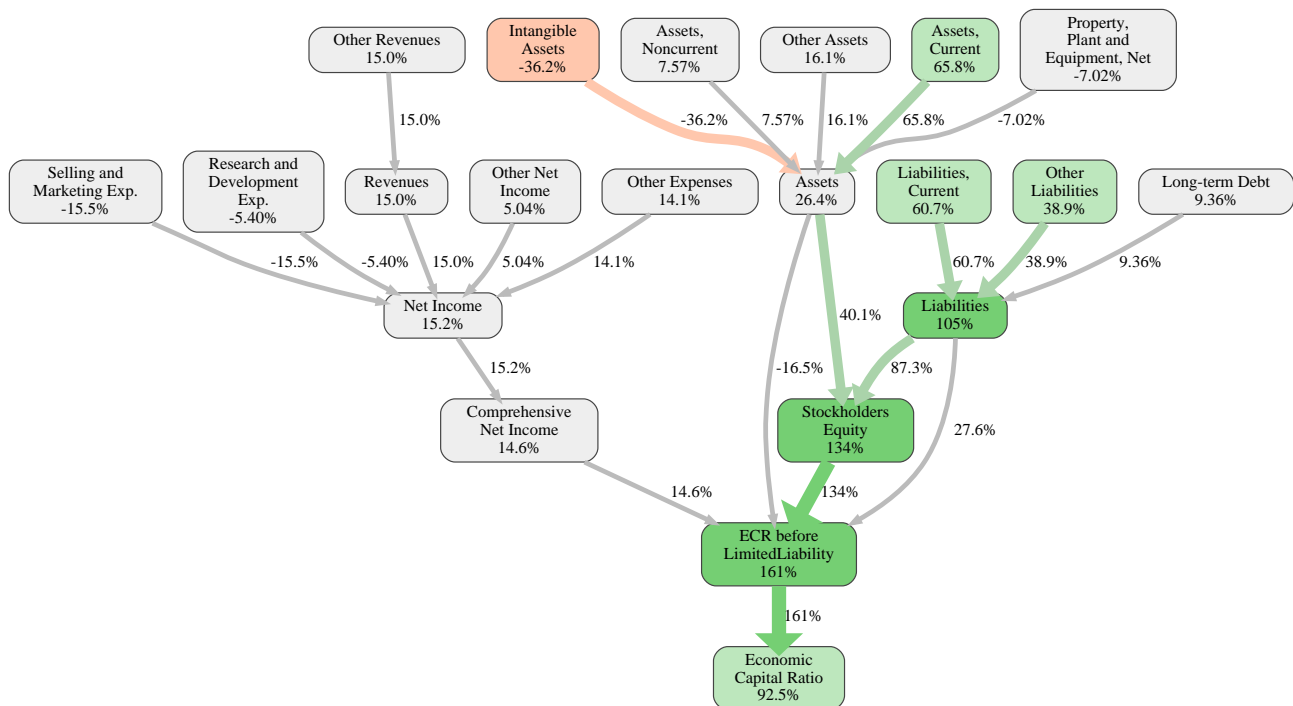 Other Revenues
15.0%
Intangible
Assets
-36.2%
Assets,
Noncurrent
7.57%
Other Assets
16.1%
Assets,
Current
65.8%
Property,
Plant and
Equipment, Net
-7.02%
15.0%
-36.2%
7.57%
16.1%
65.8%
-7.02%
Selling and
Marketing Exp.
-15.5%
Research and
Development
Exp.
-5.40%
Revenues
15.0%
Other Net
Income
5.04%
Other Expenses
14.1%
Assets
26.4%
Liabilities,
Current
60.7%
Other
Liabilities
38.9%
Long-term Debt
9.36%
-15.5%
-5.40%
15.0%
5.04%
14.1%
60.7%
38.9%
9.36%
Net Income
15.2%
Liabilities
105%
40.1%
15.2%
-16.5%
87.3%
Comprehensive
Net Income
14.6%
Stockholders
Equity
134%
27.6%
14.6%
134%
ECR before
LimitedLiability
161%
161%
Economic
Capital Ratio
92.5%